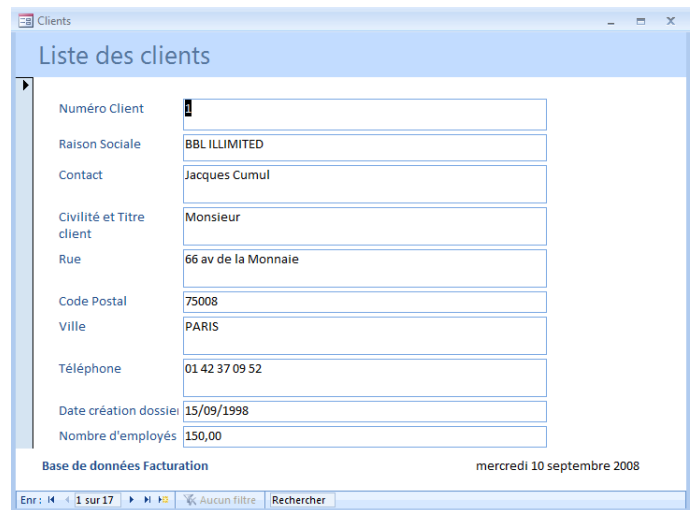 Clients
Liste des clients
Numéro Client 1
Raison Sociale BBL ILLIMITED
Contact Jacques Cumul
Civilité et Titre client Monsieur
Rue 66 av de la Monnaie
Code Postal 75008
Ville PARIS
Téléphone 01 42 37 09 52
Date création dossier 15/09/1998
Nombre d'employés 150,00
Base de données Facturation mercredi 10 septembre 2008
Enr : 1 sur 17 Aucun filtre Rechercher